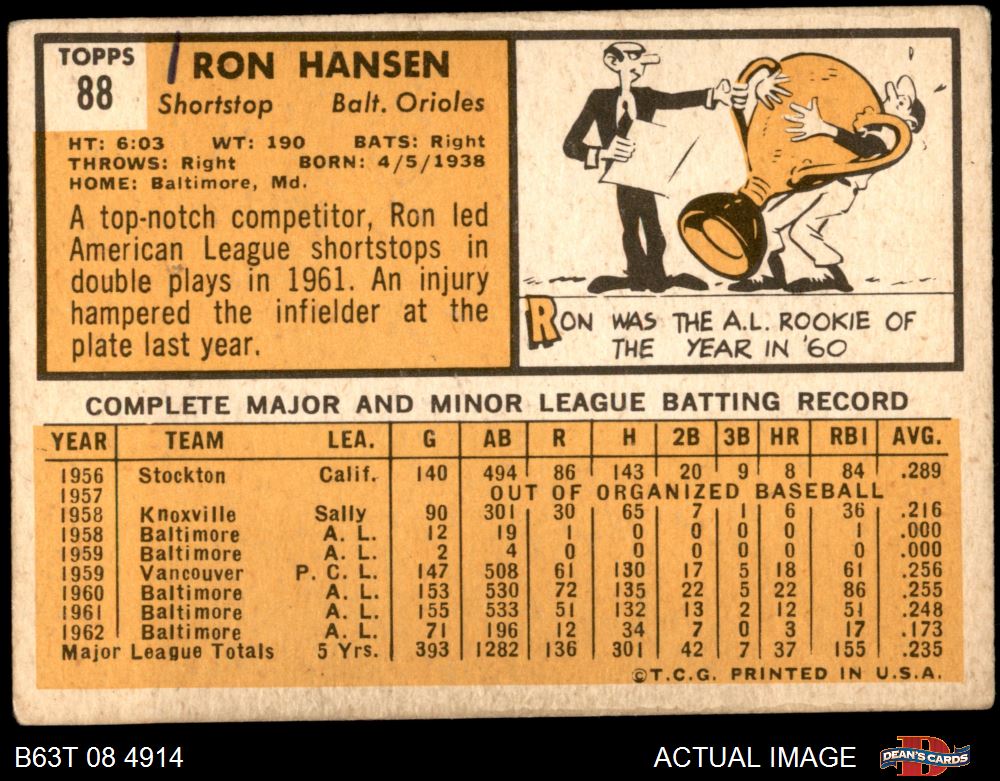 TOPPS
88
RON HANSEN
Shortstop Balt. Orioles
HT: 6:03 WT: 190 BATS: Right
THROWS: Right BORN: 4/5/1938
HOME: Baltimore, Md.
A top-notch competitor, Ron led
American League shortstops in
double plays in 1961. An injury
hampered the infielder at the
plate last year.
RON WAS THE A.L. ROOKIE OF
THE YEAR IN '60
COMPLETE MAJOR AND MINOR LEAGUE BATTING RECORD
YEAR TEAM LEA. G AB R H 2B 3B HR RBI AVG.
1956 Stockton Calif. 140 494 86 143 20 9 8 84 .289
1957 OUT OF ORGANIZED BASEBALL
1958 Knoxville Sally 90 301 30 65 7 1 6 36 .216
1958 Baltimore A. L. 12 19 1 0 0 0 0 1 .000
1959 Baltimore A. L. 2 4 0 0 0 0 0 0 .000
1959 Vancouver P. C. L. 147 508 61 130 17 5 18 61 .256
1960 Baltimore A. L. 153 530 72 135 22 5 22 86 .255
1961 Baltimore A. L. 155 533 51 132 13 2 12 51 .248
1962 Baltimore A. L. 71 196 12 34 7 0 3 17 .173
Major League Totals 5 Yrs. 393 1282 136 301 42 7 37 155 .235
©T.C.G. PRINTED IN U.S.A.
B63T 08 4914 ACTUAL IMAGE DEAN'S CARDS